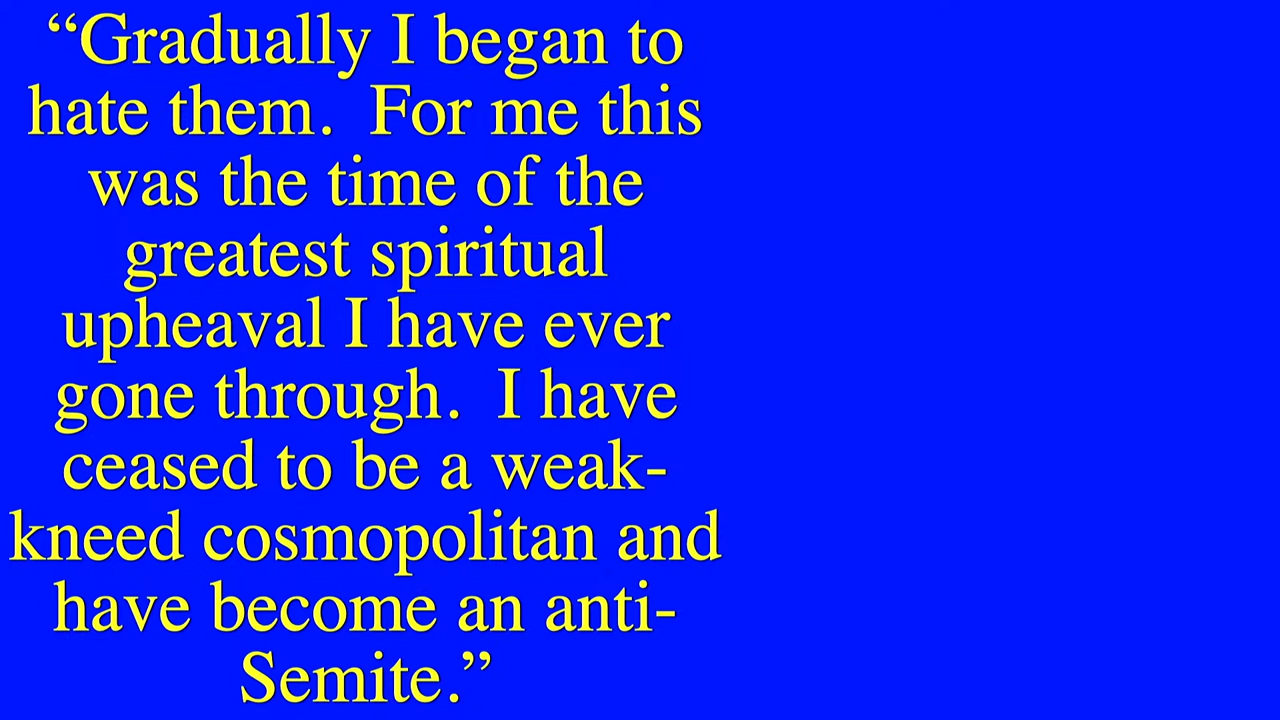 “Gradually I began to
hate them.  For me this
was the time of the
greatest spiritual
upheaval I have ever
gone through.  I have
ceased to be a weak-
kneed cosmopolitan and
have become an anti-
Semite.”